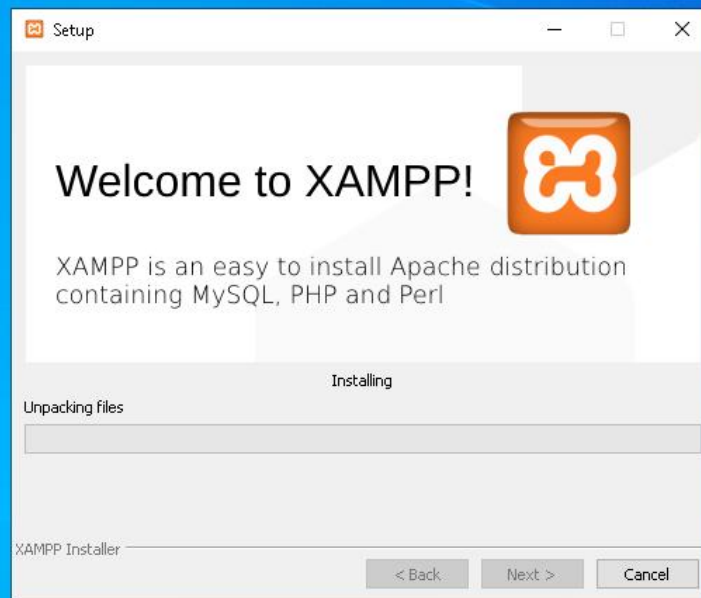 Setup
Welcome to XAMPP!
XAMPP is an easy to install Apache distribution
containing MySQL, PHP and Perl
Installing
Unpacking files
XAMPP Installer
< Back
Next >
Cancel